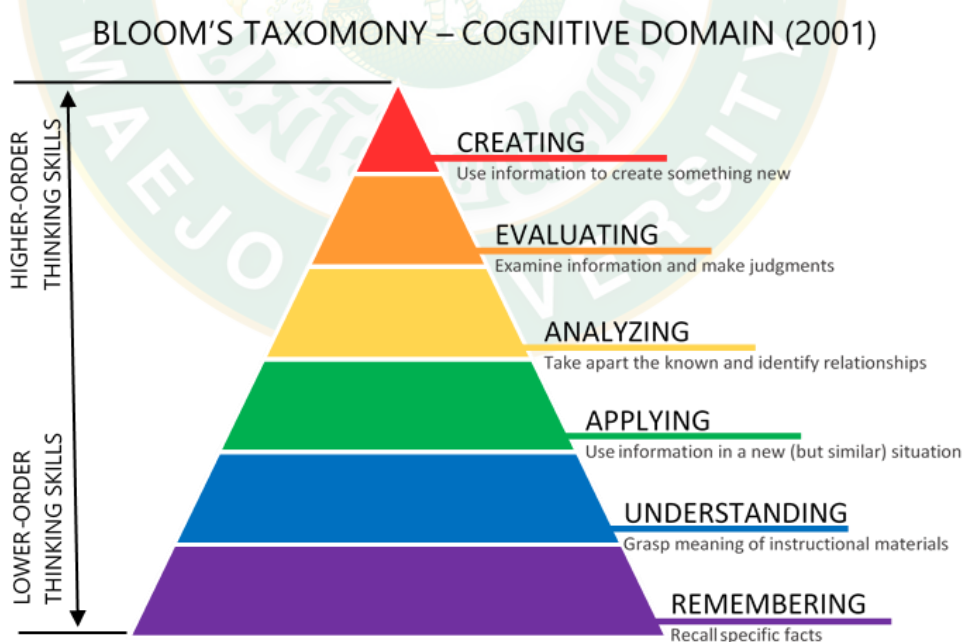 BLOOM'S TAXOMONY – COGNITIVE DOMAIN (2001)
HIGHER-ORDER
THINKING SKILLS
LOWER-ORDER
THINKING SKILLS
CREATING
Use information to create something new
EVALUATING
Examine information and make judgments
ANALYZING
Take apart the known and identify relationships
APPLYING
Use information in a new (but similar) situation
UNDERSTANDING
Grasp meaning of instructional materials
REMEMBERING
Recall specific facts
MAEJO VERSITY